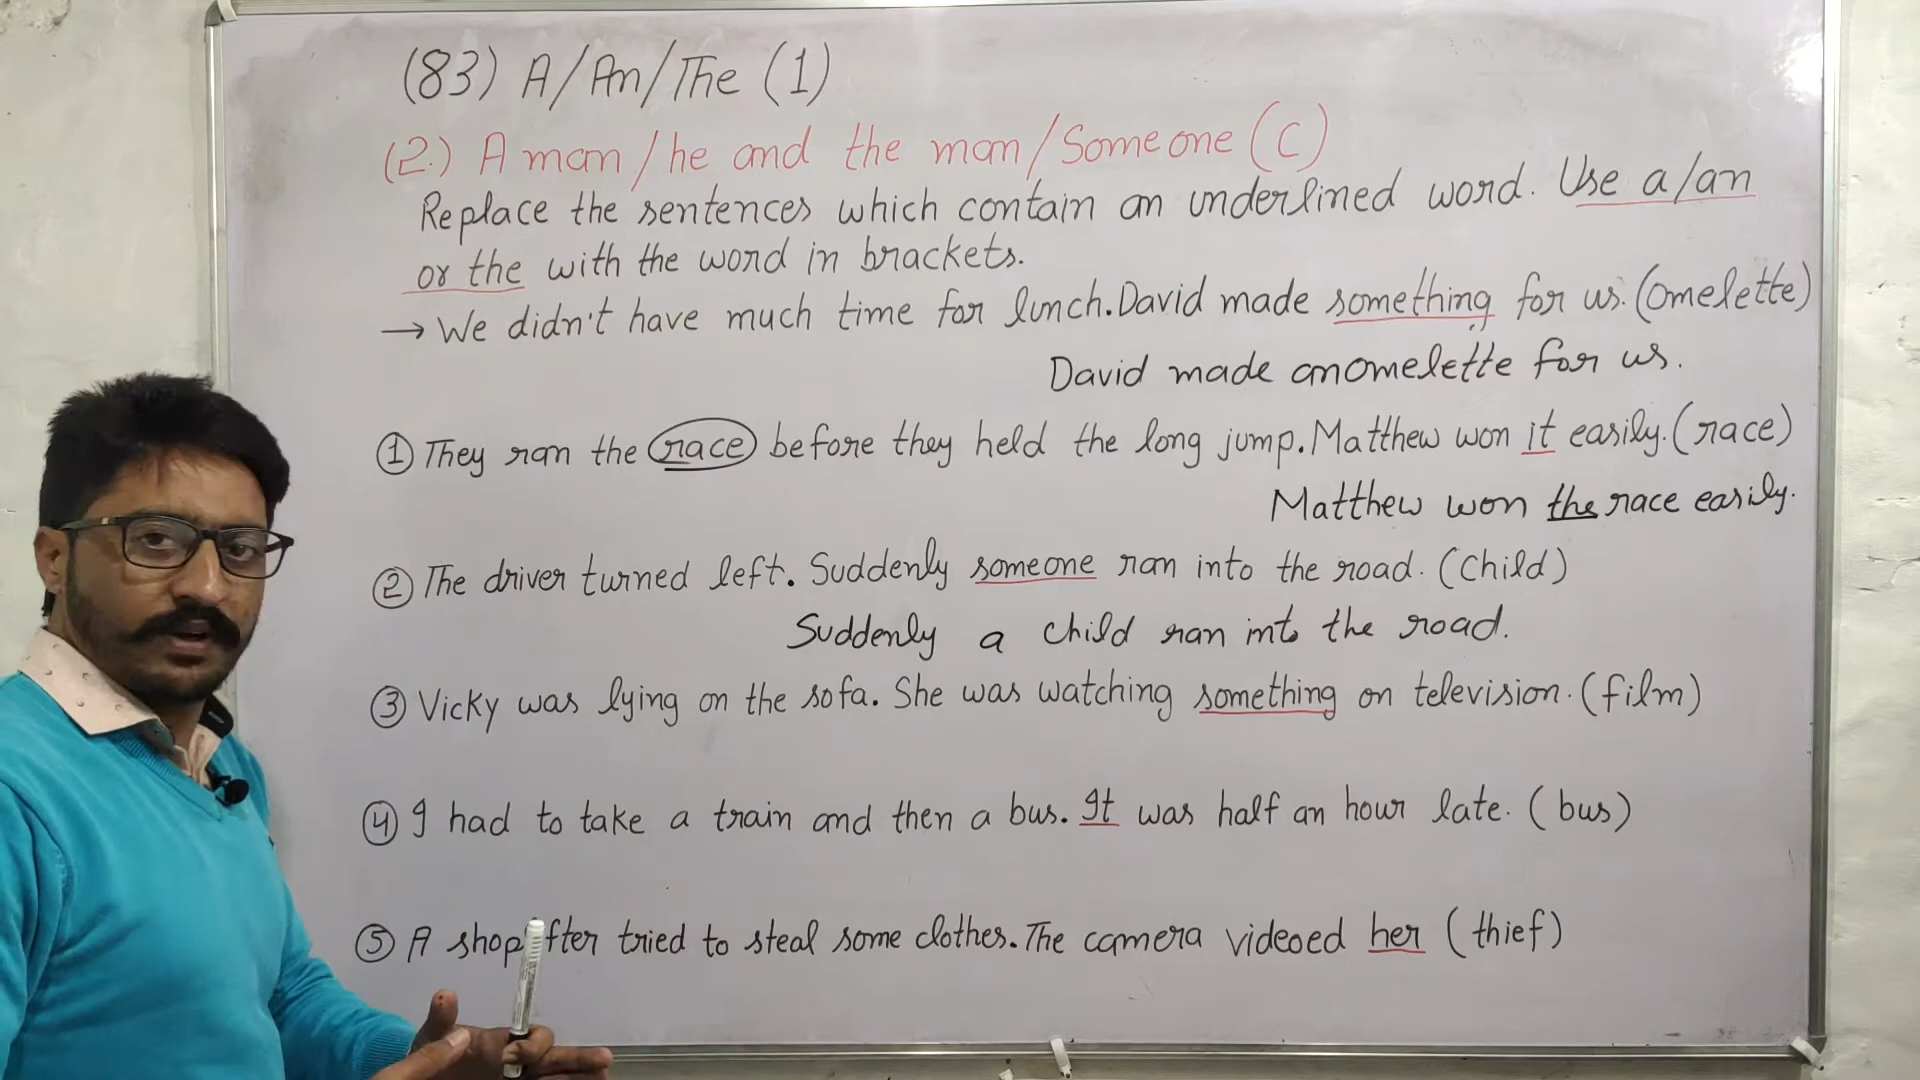 (83) A/An/The (1)
(2.) A man/he and the man/Someone (C)
Replace the sentences which contain an underlined word. Use a/an
or the with the word in brackets.
→ We didn't have much time for lunch. David made something for us. (omelette)
David made an omelette for us.
① They ran the race before they held the long jump. Matthew won it easily. (race)
Matthew won the race easily.
② The driver turned left. Suddenly someone ran into the road. (child)
Suddenly a child ran into the road.
③ Vicky was lying on the sofa. She was watching something on television. (film)
④ I had to take a train and then a bus. It was half an hour late. (bus)
⑤ A tried to steal some clothes. The camera videoed her (thief)